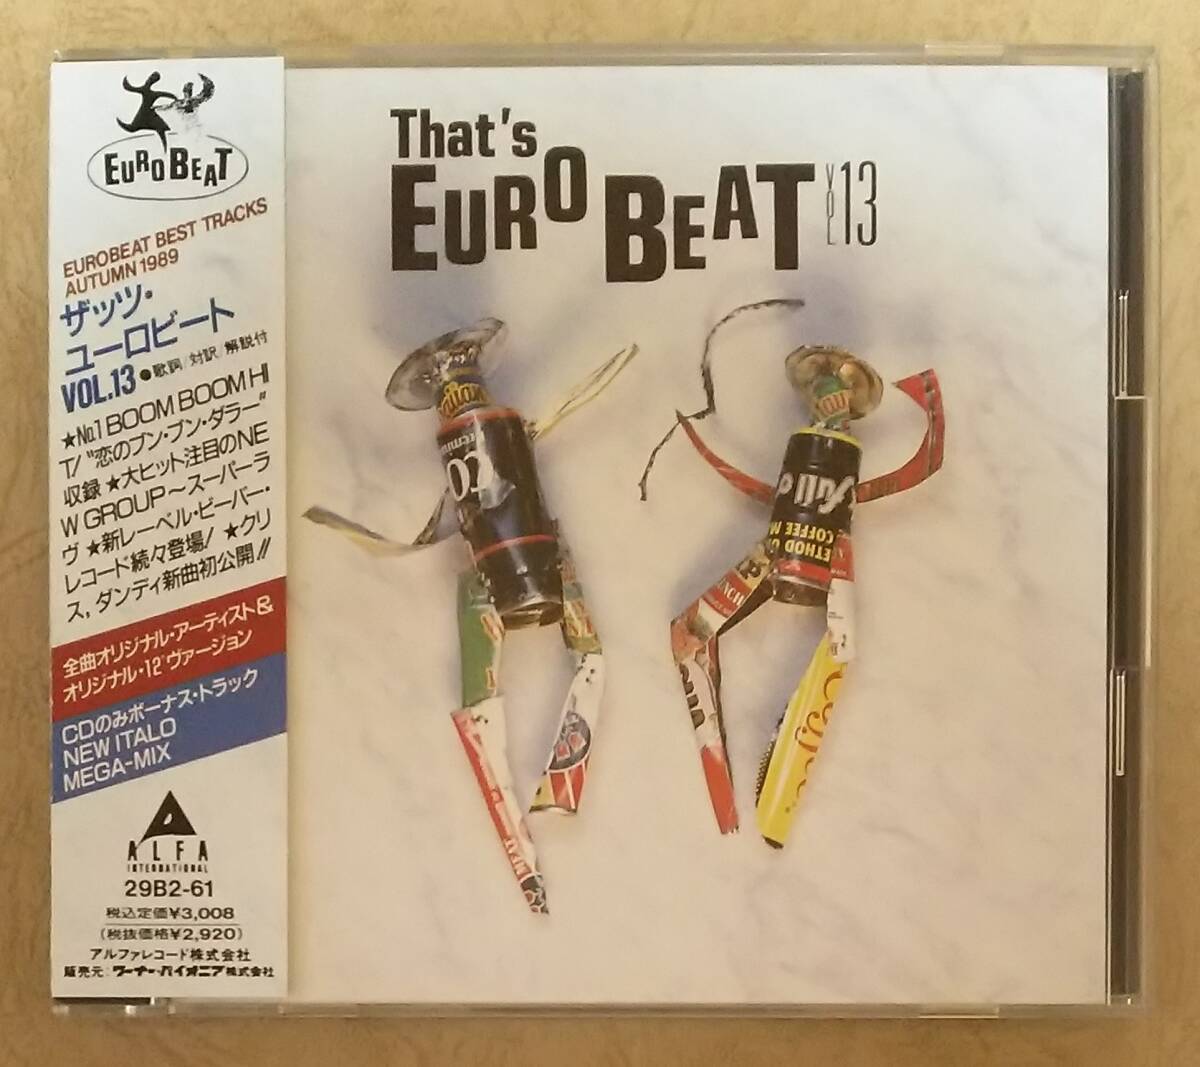 EUROBEAT
EUROBEAT BEST TRACKS
AUTUMN 1989
ザッツ・
ユーロビート
VOL.13 ●歌詞/対訳/解説付
★No.1 BOOM BOOM HI
T/“恋のブン・ブン・ダラー”
収録 ★大ヒット注目のNE
W GROUP～スーパーラ
ヴ ★新レーベル・ビーバー・
レコード続々登場! ★クリ
ス, ダンディ新曲初公開!!
全曲オリジナル・アーティスト&
オリジナル・12"ヴァージョン
CDのみボーナス・トラック
NEW ITALO
MEGA-MIX
ALFA
INTERNATIONAL
29B2-61
税込定価¥3,008
(税抜価格¥2,920)
アルファレコード株式会社
販売元:ワーナー・パイオニア株式会社
That's
EURO BEAT VOL 13
full
COFFEE